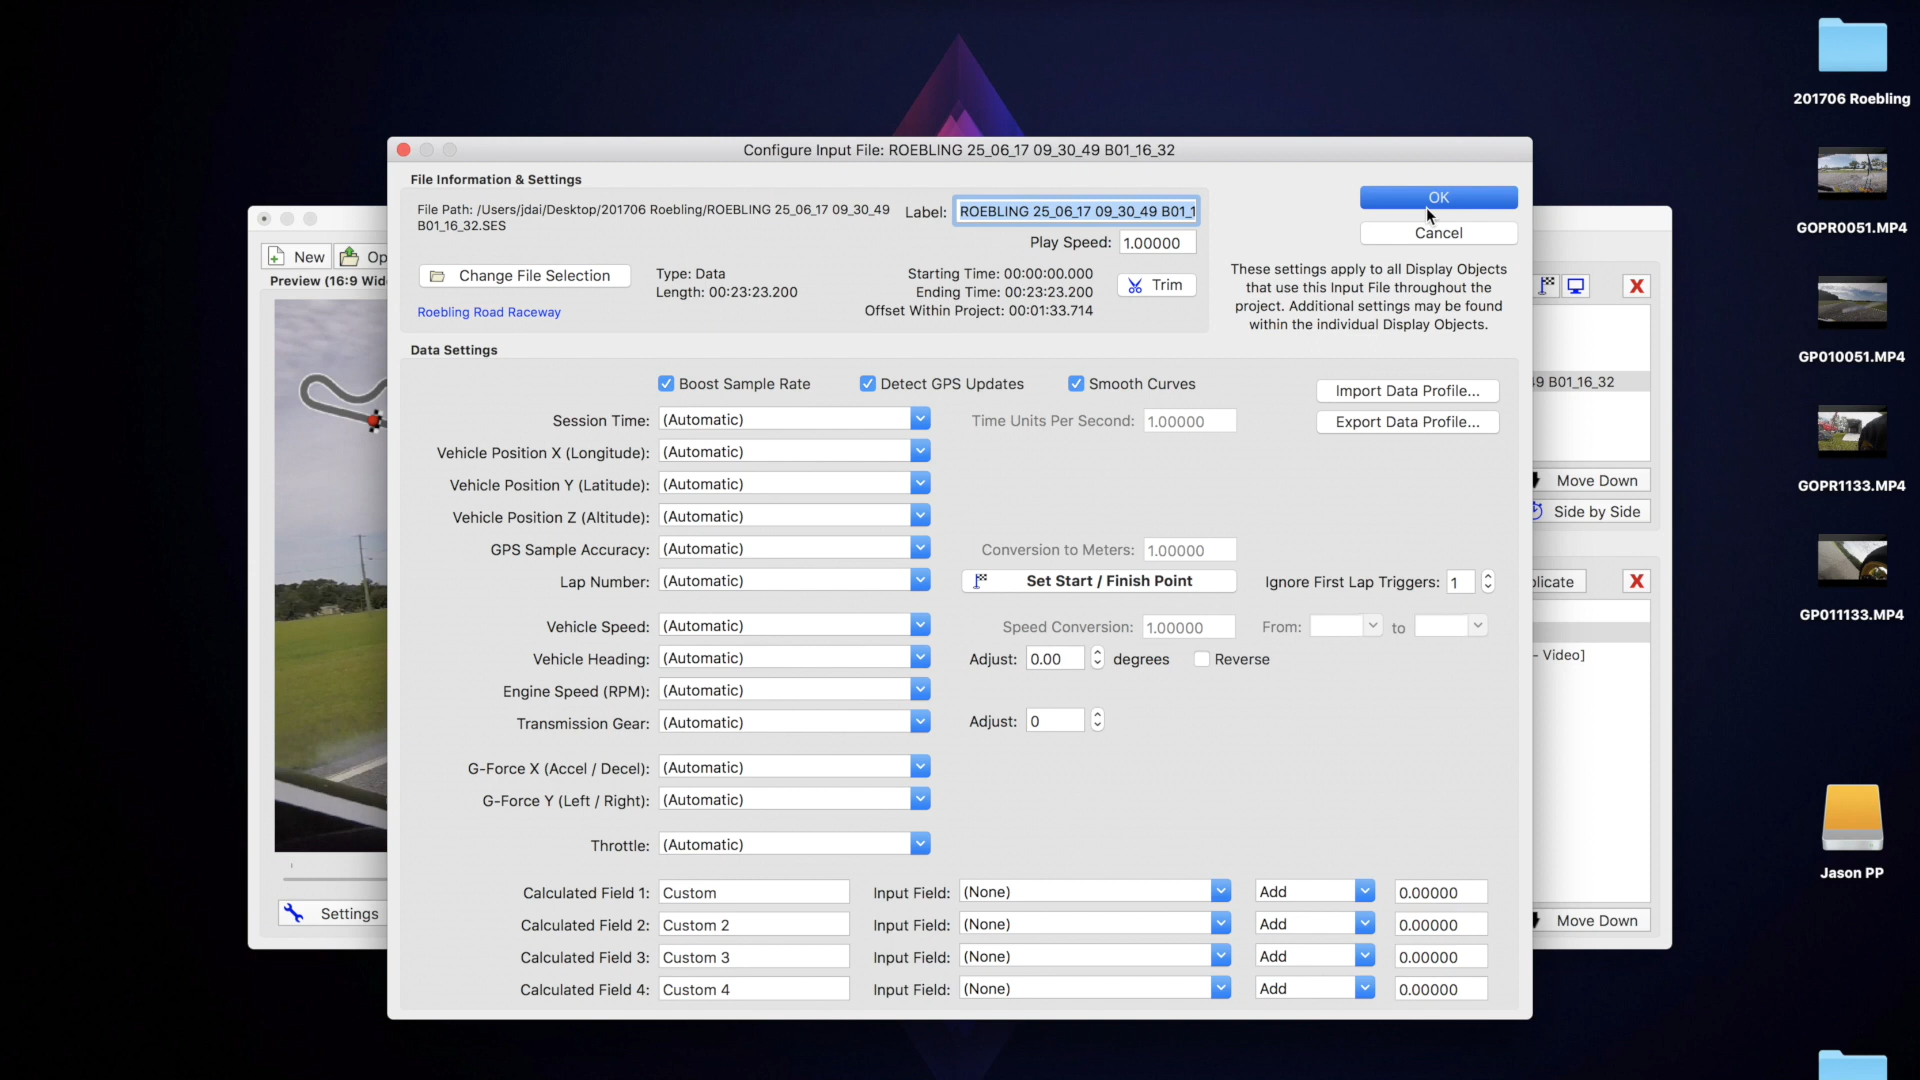 Configure Input File: ROEBLING 25_06_17 09_30_49 B01_16_32
File Information & Settings
File Path: /Users/jdai/Desktop/201706 Roebling/ROEBLING 25_06_17 09_30_49
B01_16_32.SES
Label: ROEBLING 25_06_17 09_30_49 B01_1
Play Speed: 1.00000
Change File Selection
Type: Data
Length: 00:23:23.200
Starting Time: 00:00:00.000
Ending Time: 00:23:23.200
Offset Within Project: 00:01:33.714
Trim
Roebling Road Raceway
OK
Cancel
These settings apply to all Display Objects
that use this Input File throughout the
project. Additional settings may be found
within the individual Display Objects.
Data Settings
Boost Sample Rate Detect GPS Updates Smooth Curves
Import Data Profile...
Export Data Profile...
Session Time: (Automatic) Time Units Per Second: 1.00000
Vehicle Position X (Longitude): (Automatic)
Vehicle Position Y (Latitude): (Automatic)
Vehicle Position Z (Altitude): (Automatic)
GPS Sample Accuracy: (Automatic) Conversion to Meters: 1.00000
Lap Number: (Automatic) Set Start / Finish Point Ignore First Lap Triggers: 1
Vehicle Speed: (Automatic) Speed Conversion: 1.00000 From: to
Vehicle Heading: (Automatic) Adjust: 0.00 degrees Reverse
Engine Speed (RPM): (Automatic)
Transmission Gear: (Automatic) Adjust: 0
G-Force X (Accel / Decel): (Automatic)
G-Force Y (Left / Right): (Automatic)
Throttle: (Automatic)
Calculated Field 1: Custom Input Field: (None) Add 0.00000
Calculated Field 2: Custom 2 Input Field: (None) Add 0.00000
Calculated Field 3: Custom 3 Input Field: (None) Add 0.00000
Calculated Field 4: Custom 4 Input Field: (None) Add 0.00000
New Op
Preview (16:9 Wid
Settings
X
49 B01_16_32
Move Down
Side by Side
plicate X
- Video]
Move Down
201706 Roebling
GOPR0051.MP4
GP010051.MP4
GOPR1133.MP4
GP011133.MP4
Jason PP